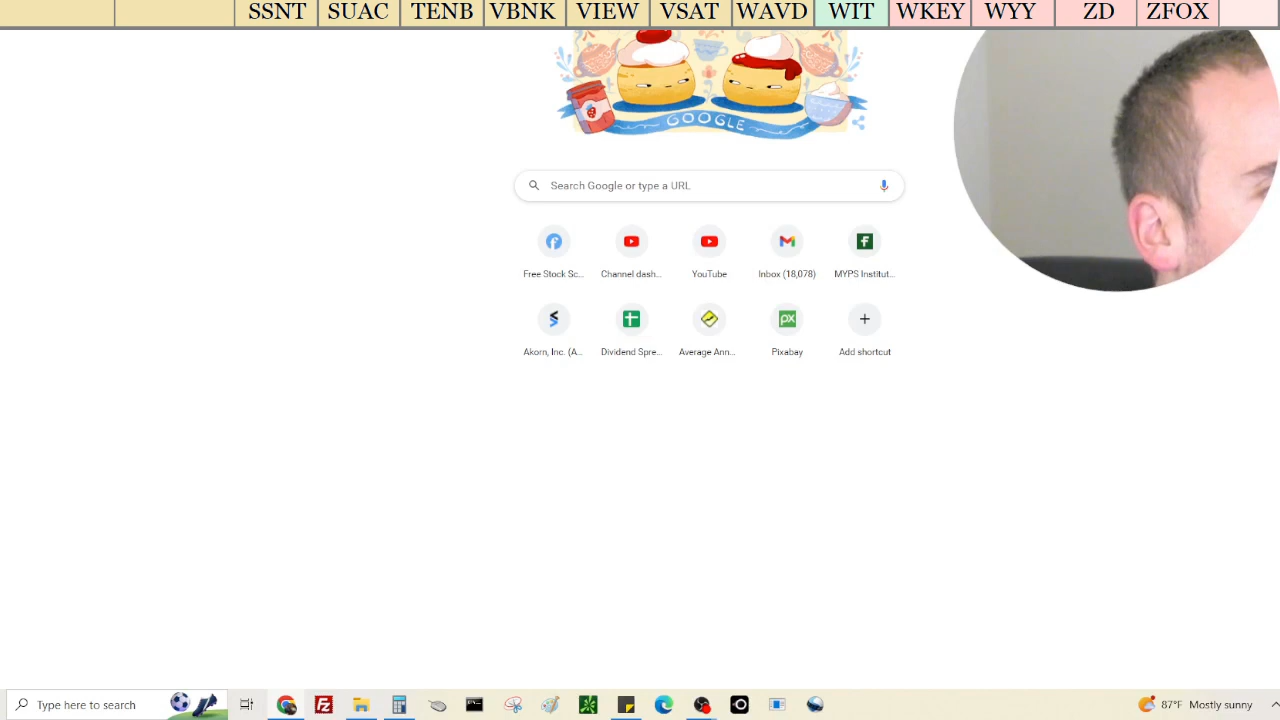 SSNT SUAC TENB VBNK VIEW VSAT WAVD WIT WKEY WYY ZD ZFOX
GOOGLE
Search Google or type a URL
Free Stock Sc... Channel dash... YouTube Inbox (18,078) MYPS Institut...
Akorn, Inc. (A... Dividend Spre... Average Ann... Pixabay Add shortcut
Type here to search 87°F Mostly sunny